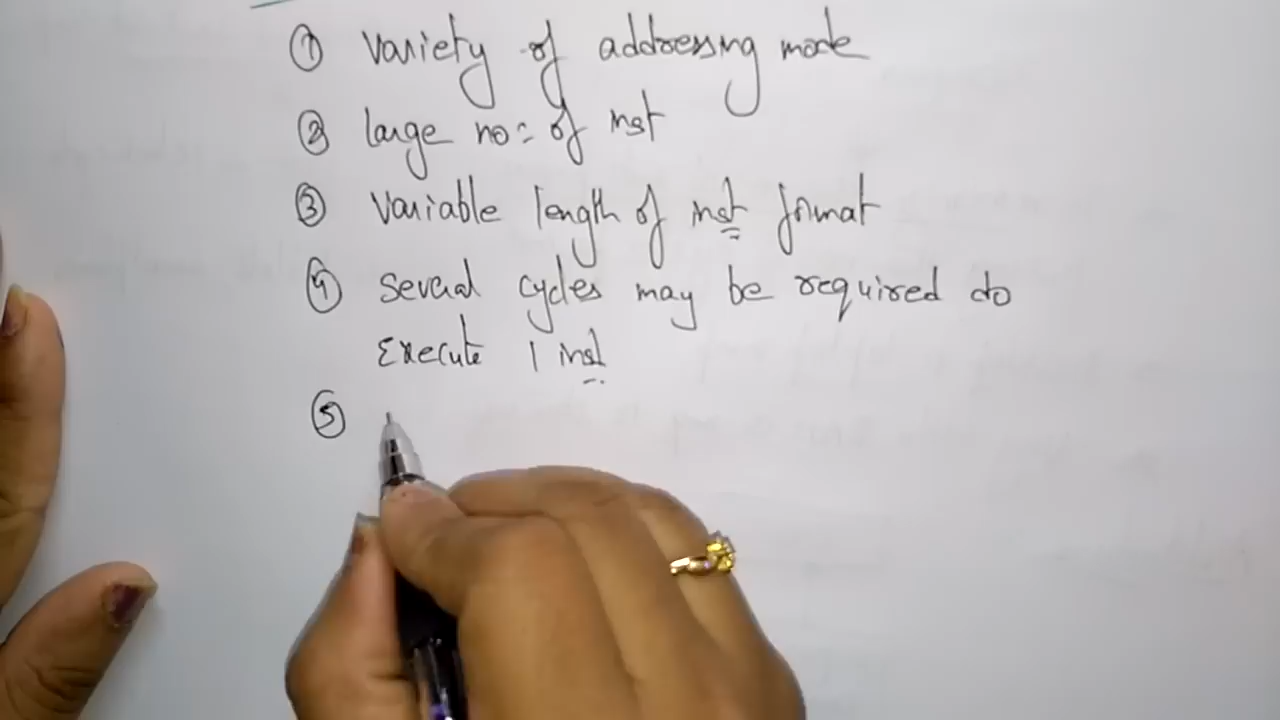 ① Variety of addressing mode
② large no: of inst
③ Variable length of inst format
④ Several cycles may be required to
Execute 1 inst
⑤